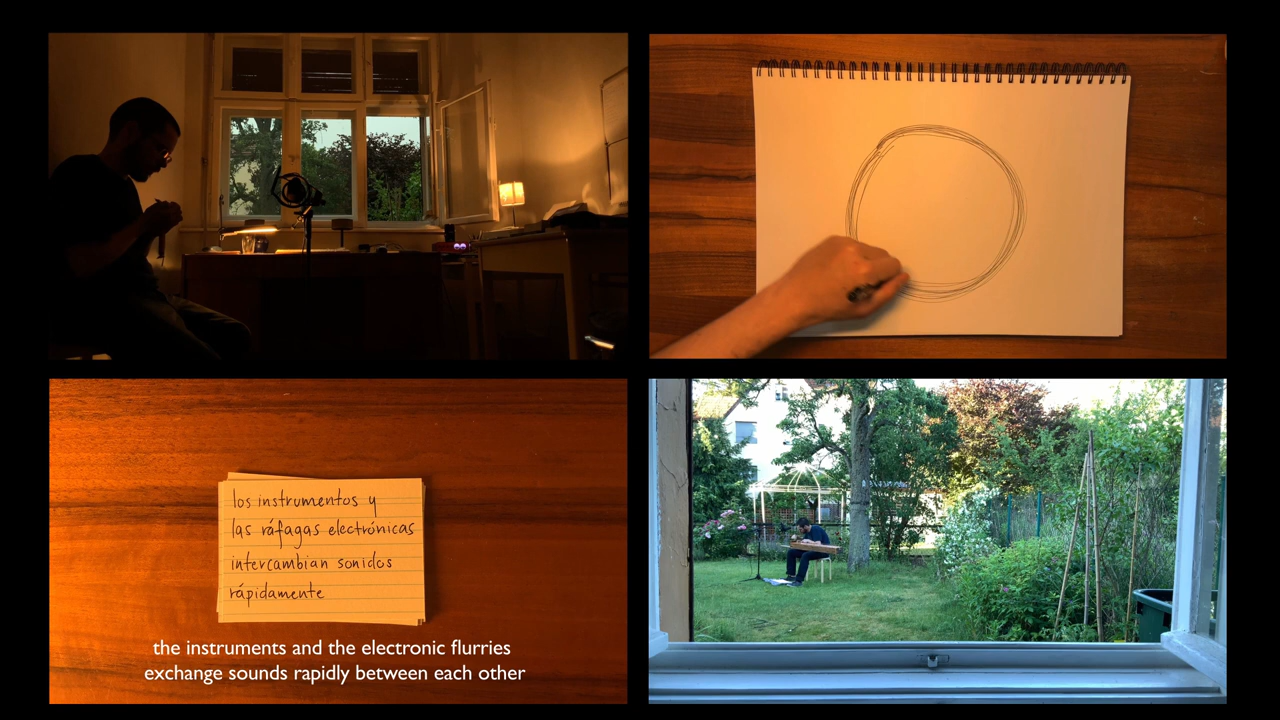 los instrumentos y
las ráfagas electrónicas
intercambian sonidos
rápidamente
the instruments and the electronic flurries
exchange sounds rapidly between each other